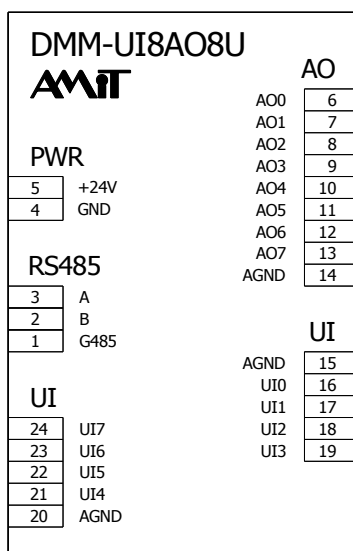 DMM-UI8AO8U
AMiT
AO
AO0 6
AO1 7
AO2 8
AO3 9
AO4 10
AO5 11
AO6 12
AO7 13
AGND 14
PWR
5 +24V
4 GND
RS485
3 A
2 B
1 G485
UI
AGND 15
UI0 16
UI1 17
UI2 18
UI3 19
UI
24 UI7
23 UI6
22 UI5
21 UI4
20 AGND